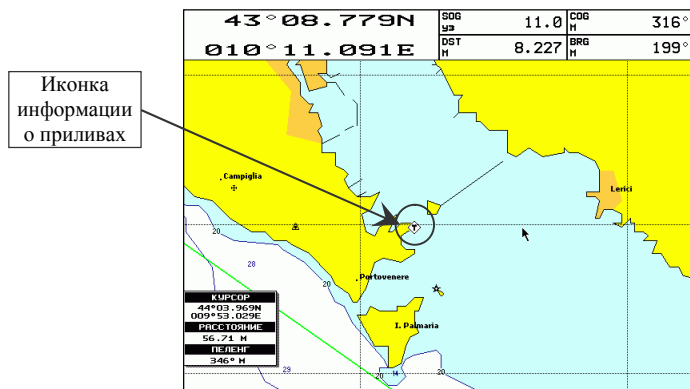 43°08.779N
010°11.091E
SOG уз 11.0
COG М 316°
DST М 8.227
BRG М 199°
Иконка
информации
о приливах
Campiglia
Lerici
T
20
28
20
Portovenere
I. Palmaria
КУРСОР
44°03.969N
009°53.029E
РАССТОЯНИЕ
56.71 М
ПЕЛЕНГ
346° М
29
20
14
20